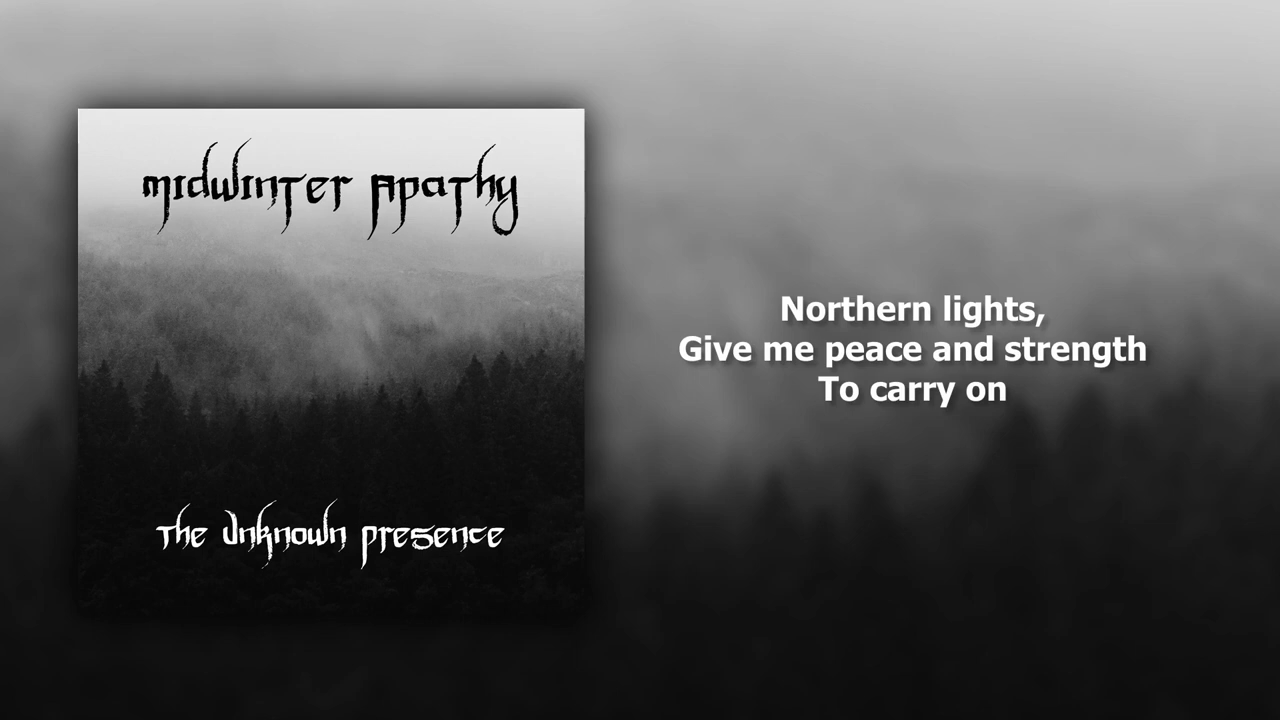 Midwinter Apathy
The Unknown Presence
Northern lights,
Give me peace and strength
To carry on